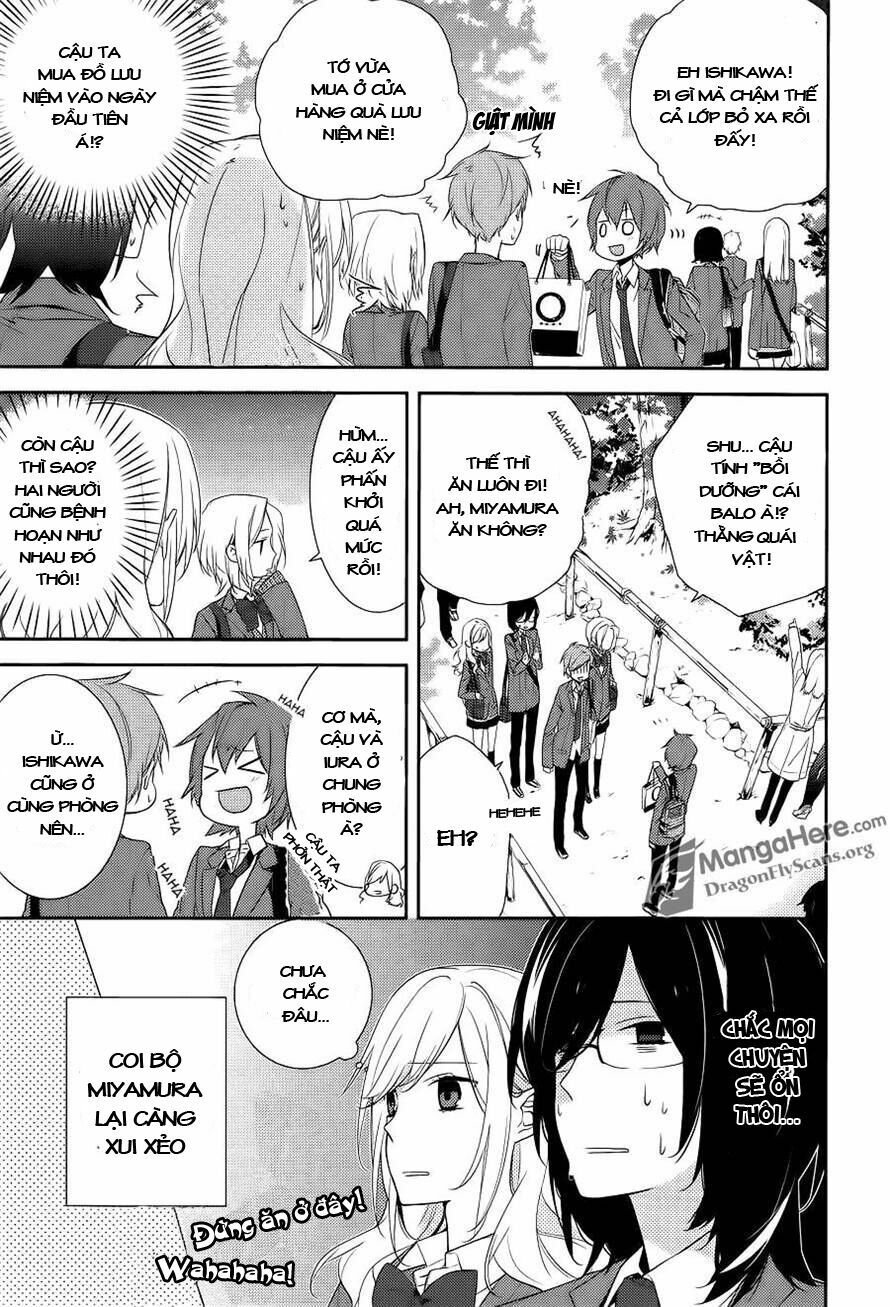 EH ISHIKAWA!
ĐI GÌ MÀ CHẬM THẾ
CẢ LỚP BỎ XA RỒI
ĐẤY!
NÈ!
GIẬT MÌNH
TỚ VỪA
MUA Ở CỬA
HÀNG QUÀ LƯU
NIỆM NÈ!
CẬU TA
MUA ĐỒ LƯU
NIỆM VÀO NGÀY
ĐẦU TIÊN
Á!?
SHU... CẬU
TÍNH "BỒI
DƯỠNG" CÁI
BALO À!?
THẰNG QUÁI
VẬT!
AHAHAHA!
THẾ THÌ
ĂN LUÔN ĐI!
AH, MIYAMURA
ĂN KHÔNG?
HEHEHE
EH?
HỪM...
CẬU ẤY
PHẤN
KHỞI
QUÁ
MỨC
RỒI!
CÒN CẬU
THÌ SAO?
HAI NGƯỜI
CŨNG BỆNH
HOẠN NHƯ
NHAU ĐÓ
THÔI!
CƠ MÀ,
CẬU VÀ
IURA Ở
CHUNG
PHÒNG
À?
CẬU TA
PHỞN THẬT
HAHA
HAHA
HAHA
HAHA
Ừ...
ISHIKAWA
CŨNG Ở
CÙNG PHÒNG
NÊN...
MangaHere.com
DragonFlyScans.org
CHẮC MỌI
CHUYỆN
SẼ ỔN
THÔI...
CHƯA
CHẮC
ĐÂU...
COI BỘ
MIYAMURA
LẠI CÀNG
XUI XẺO
Đừng ăn ở đây!
Wahahaha!